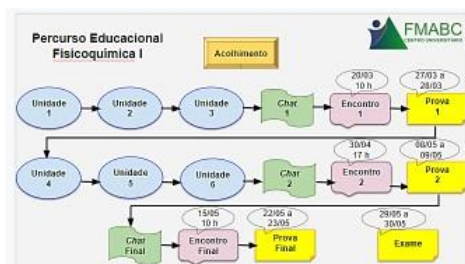 Percurso Educacional
Fisicoquímica I
Acolhimento
FMABC
CENTRO UNIVERSITÁRIO
20/03
10 h
27/03 a
28/03
Unidade
1
Unidade
2
Unidade
3
Chat
1
Encontro
1
Prova
1
30/04
17 h
08/05 a
09/05
Unidade
4
Unidade
5
Unidade
6
Chat
2
Encontro
2
Prova
2
15/05
10 h
22/05 a
23/05
29/05 a
30/05
Chat
Final
Encontro
Final
Prova
Final
Exame